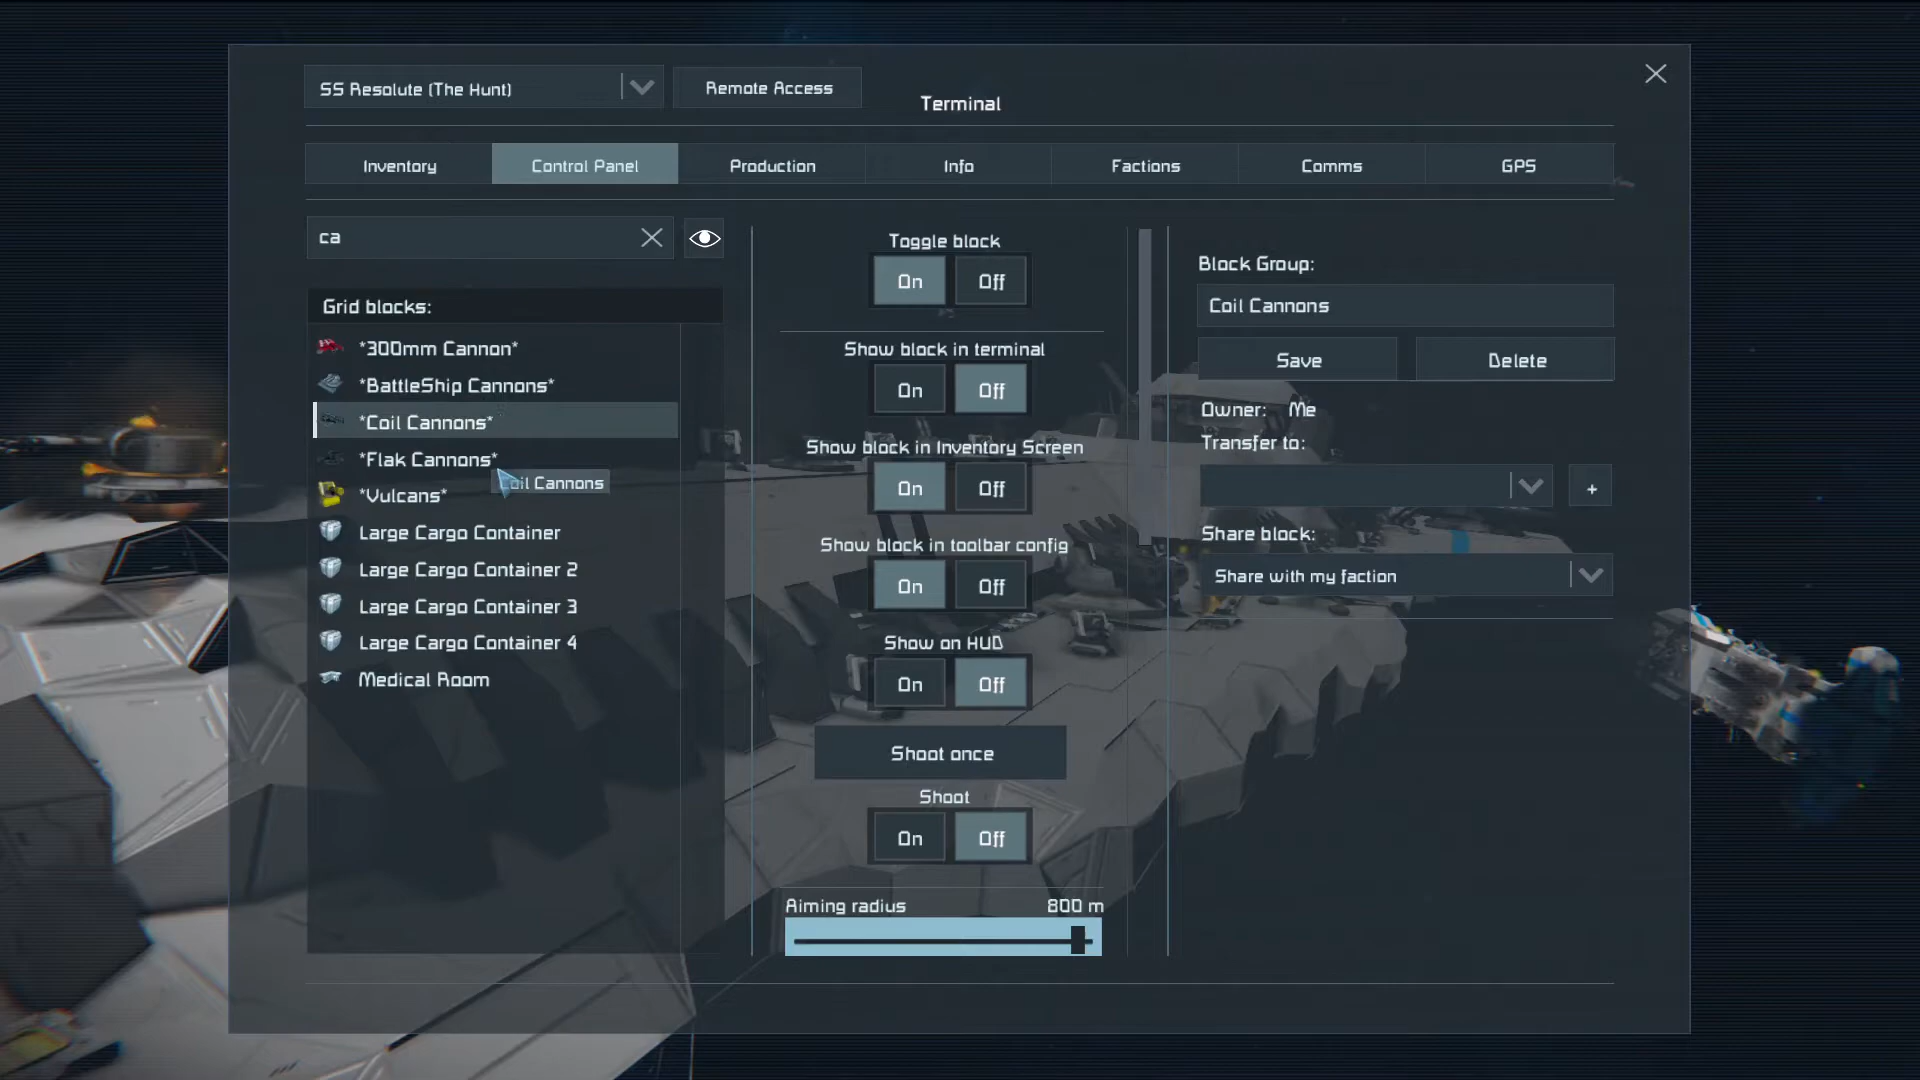 SS Resolute (The Hunt)
Remote Access
Terminal
Inventory
Control Panel
Production
Info
Factions
Comms
GPS
ca
Grid blocks:
*300mm Cannon*
*BattleShip Cannons*
*Coil Cannons*
*Flak Cannons*
Coil Cannons
*Vulcans*
Large Cargo Container
Large Cargo Container 2
Large Cargo Container 3
Large Cargo Container 4
Medical Room
Toggle block
On Off
Show block in terminal
On Off
Show block in Inventory Screen
On Off
Show block in toolbar config
On Off
Show on HUD
On Off
Shoot once
Shoot
On Off
Aiming radius 800 m
Block Group:
Coil Cannons
Save Delete
Owner: Me
Transfer to:
+
Share block:
Share with my faction